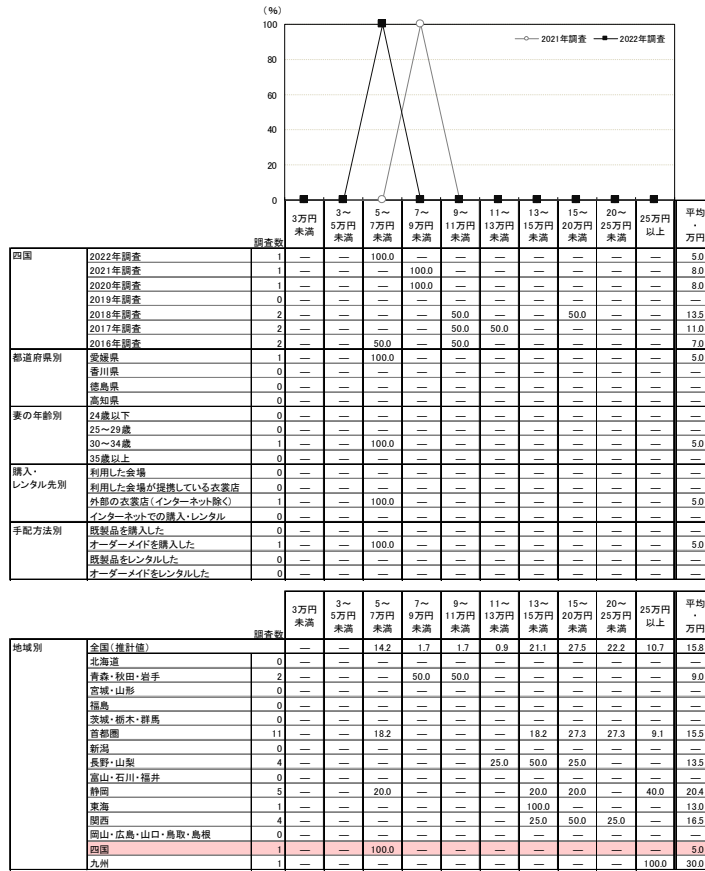 (%)
100
80
60
40
20
0
2021年調査 2022年調査
調査数 3万円未満 3～5万円未満 5～7万円未満 7～9万円未満 9～11万円未満 11～13万円未満 13～15万円未満 15～20万円未満 20～25万円未満 25万円以上 平均・万円
四国 2022年調査 1 — — 100.0 — — — — — — — 5.0
2021年調査 1 — — — 100.0 — — — — — — 8.0
2020年調査 1 — — — 100.0 — — — — — — 8.0
2019年調査 0 — — — — — — — — — — —
2018年調査 2 — — — — 50.0 — — 50.0 — — 13.5
2017年調査 2 — — — — 50.0 50.0 — — — — 11.0
2016年調査 2 — — 50.0 — 50.0 — — — — — 7.0
都道府県別 愛媛県 1 — — 100.0 — — — — — — — 5.0
香川県 0 — — — — — — — — — — —
徳島県 0 — — — — — — — — — — —
高知県 0 — — — — — — — — — — —
妻の年齢別 24歳以下 0 — — — — — — — — — — —
25～29歳 0 — — — — — — — — — — —
30～34歳 1 — — 100.0 — — — — — — — 5.0
35歳以上 0 — — — — — — — — — — —
購入・レンタル先別 利用した会場 0 — — — — — — — — — — —
利用した会場が提携している衣裳店 0 — — — — — — — — — — —
外部の衣裳店(インターネット除く) 1 — — 100.0 — — — — — — — 5.0
インターネットでの購入・レンタル 0 — — — — — — — — — — —
手配方法別 既製品を購入した 0 — — — — — — — — — — —
オーダーメイドを購入した 1 — — 100.0 — — — — — — — 5.0
既製品をレンタルした 0 — — — — — — — — — — —
オーダーメイドをレンタルした 0 — — — — — — — — — — —
調査数 3万円未満 3～5万円未満 5～7万円未満 7～9万円未満 9～11万円未満 11～13万円未満 13～15万円未満 15～20万円未満 20～25万円未満 25万円以上 平均・万円
地域別 全国(推計値) — — 14.2 1.7 1.7 0.9 21.1 27.5 22.2 10.7 15.8
北海道 0 — — — — — — — — — — —
青森・秋田・岩手 2 — — — 50.0 50.0 — — — — — 9.0
宮城・山形 0 — — — — — — — — — — —
福島 0 — — — — — — — — — — —
茨城・栃木・群馬 0 — — — — — — — — — — —
首都圏 11 — — 18.2 — — — 18.2 27.3 27.3 9.1 15.5
新潟 0 — — — — — — — — — — —
長野・山梨 4 — — — — — 25.0 50.0 25.0 — — 13.5
富山・石川・福井 0 — — — — — — — — — — —
静岡 5 — — 20.0 — — — 20.0 20.0 — 40.0 20.4
東海 1 — — — — — — 100.0 — — — 13.0
関西 4 — — — — — — 25.0 50.0 25.0 — 16.5
岡山・広島・山口・鳥取・島根 0 — — — — — — — — — — —
四国 1 — — 100.0 — — — — — — — 5.0
九州 1 — — — — — — — — — 100.0 30.0